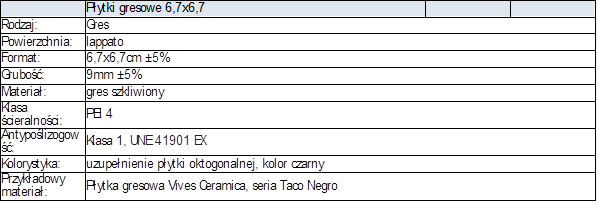 Płytki gresowe 6,7x6,7
Rodzaj: Gres
Powierzchnia: lappato
Format: 6,7x6,7cm ±5%
Grubość: 9mm ±5%
Materiał: gres szkliwiony
Klasa
ścieralności: PEI 4
Antypoślizgowo
ść: Klasa 1, UNE 41901 EX
Kolorystyka: uzupełnienie płytki oktogonalnej, kolor czarny
Przykładowy
materiał: Płytka gresowa Vives Ceramica, seria Taco Negro